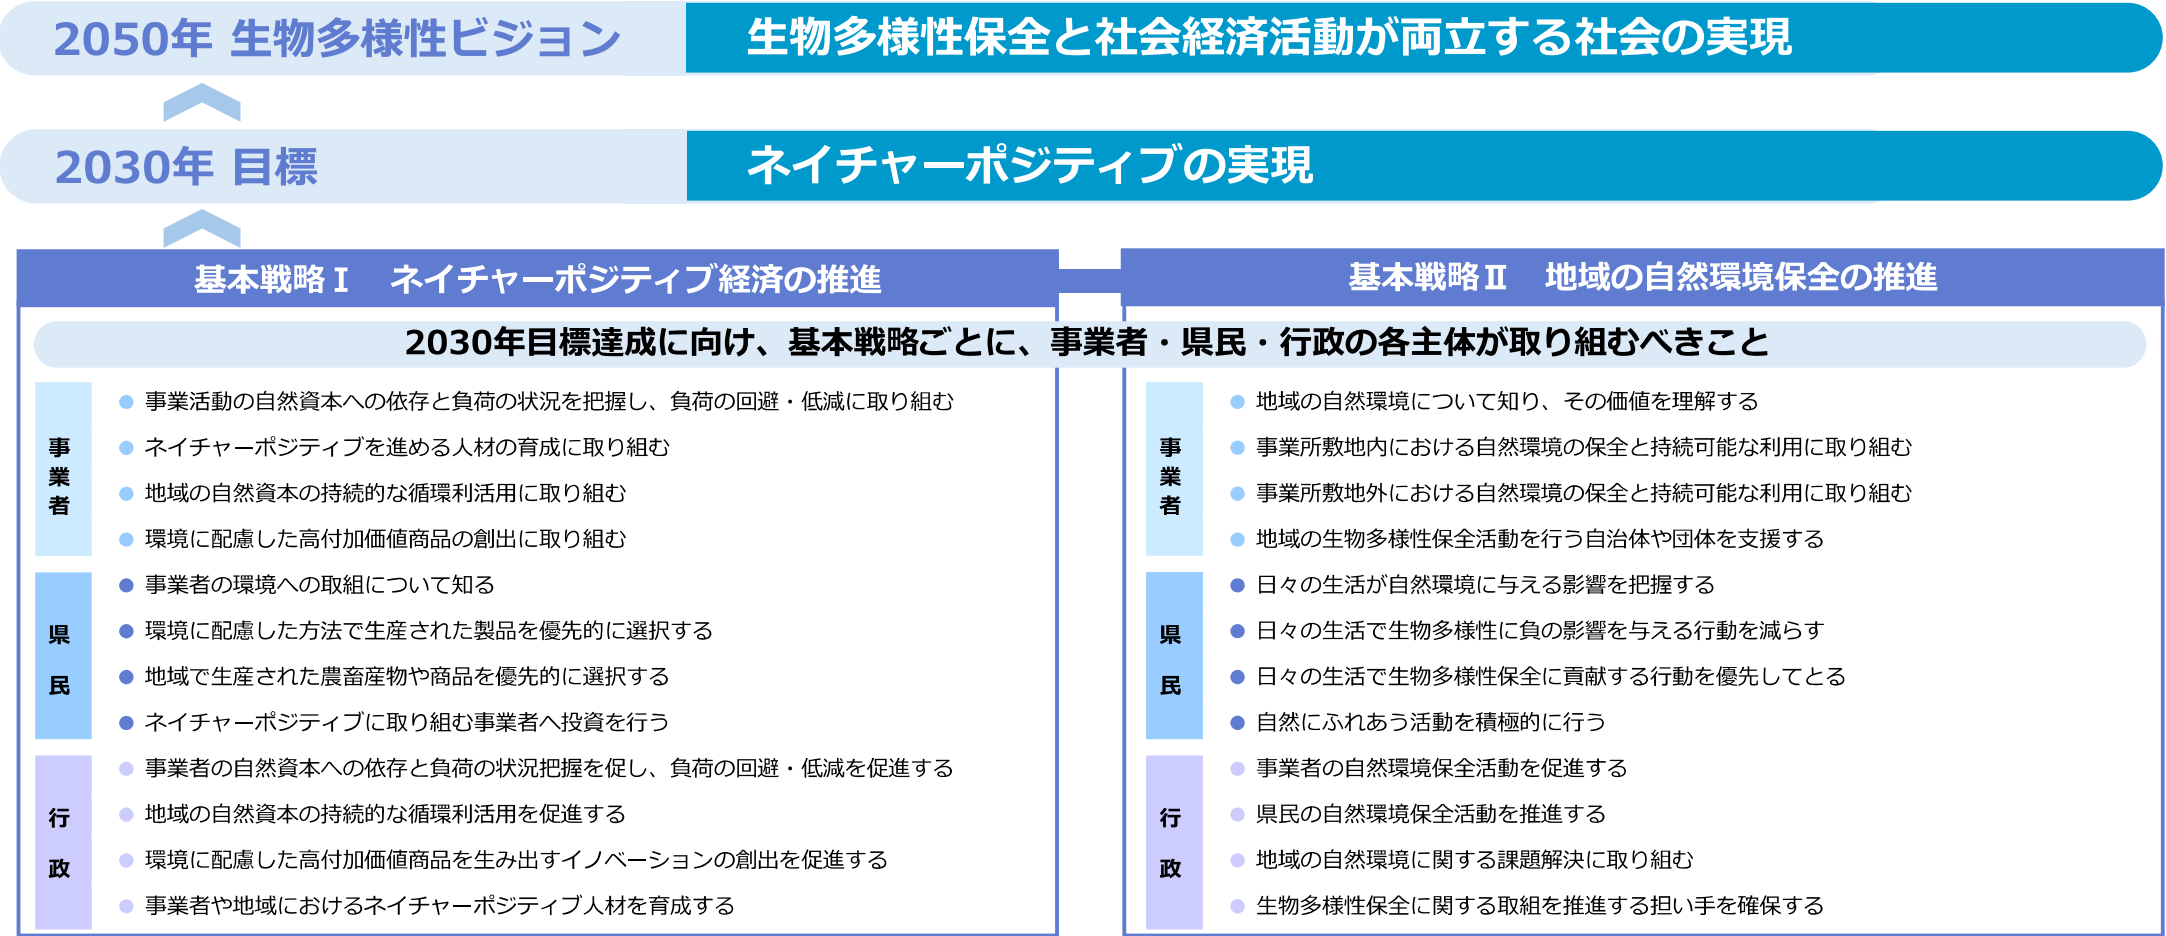 2050年 生物多様性ビジョン
生物多様性保全と社会経済活動が両立する社会の実現
2030年 目標
ネイチャーポジティブの実現
基本戦略Ⅰ　ネイチャーポジティブ経済の推進
基本戦略Ⅱ　地域の自然環境保全の推進
2030年目標達成に向け、基本戦略ごとに、事業者・県民・行政の各主体が取り組むべきこと
事業者
事業活動の自然資本への依存と負荷の状況を把握し、負荷の回避・低減に取り組む
ネイチャーポジティブを進める人材の育成に取り組む
地域の自然資本の持続的な循環利活用に取り組む
環境に配慮した高付加価値商品の創出に取り組む
県民
事業者の環境への取組について知る
環境に配慮した方法で生産された製品を優先的に選択する
地域で生産された農畜産物や商品を優先的に選択する
ネイチャーポジティブに取り組む事業者へ投資を行う
行政
事業者の自然資本への依存と負荷の状況把握を促し、負荷の回避・低減を促進する
地域の自然資本の持続的な循環利活用を促進する
環境に配慮した高付加価値商品を生み出すイノベーションの創出を促進する
事業者や地域におけるネイチャーポジティブ人材を育成する
事業者
地域の自然環境について知り、その価値を理解する
事業所敷地内における自然環境の保全と持続可能な利用に取り組む
事業所敷地外における自然環境の保全と持続可能な利用に取り組む
地域の生物多様性保全活動を行う自治体や団体を支援する
県民
日々の生活が自然環境に与える影響を把握する
日々の生活で生物多様性に負の影響を与える行動を減らす
日々の生活で生物多様性保全に貢献する行動を優先してとる
自然にふれあう活動を積極的に行う
行政
事業者の自然環境保全活動を促進する
県民の自然環境保全活動を推進する
地域の自然環境に関する課題解決に取り組む
生物多様性保全に関する取組を推進する担い手を確保する